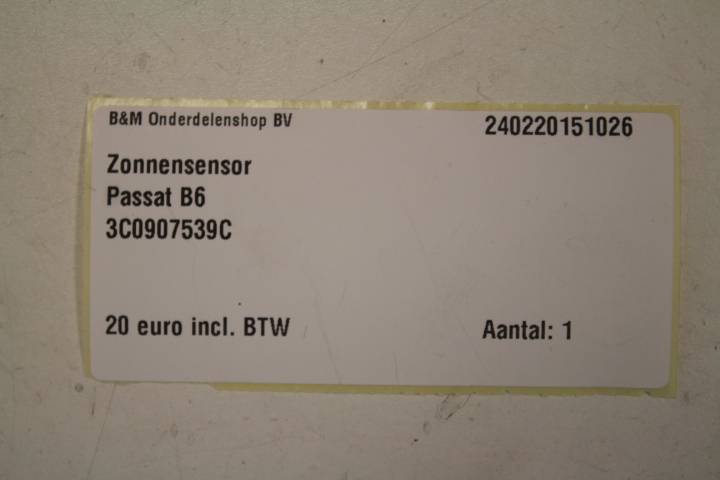 B&M Onderdelenshop BV
240220151026
Zonnensensor
Passat B6
3C0907539C
20 euro incl. BTW
Aantal: 1